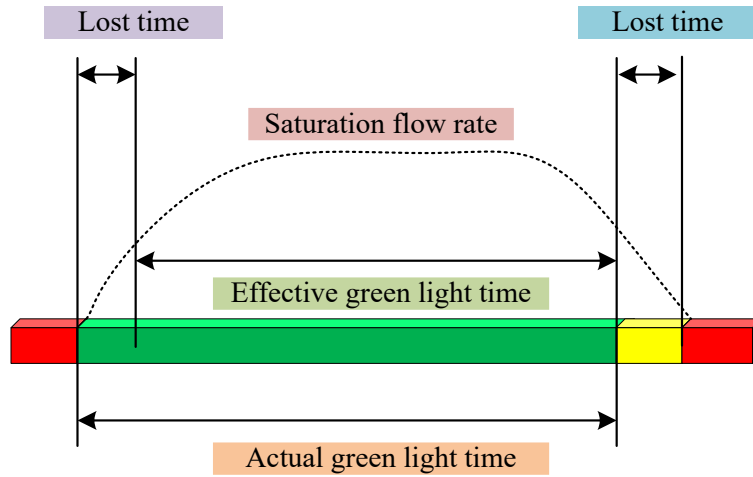 Lost time
Lost time
Saturation flow rate
Effective green light time
Actual green light time